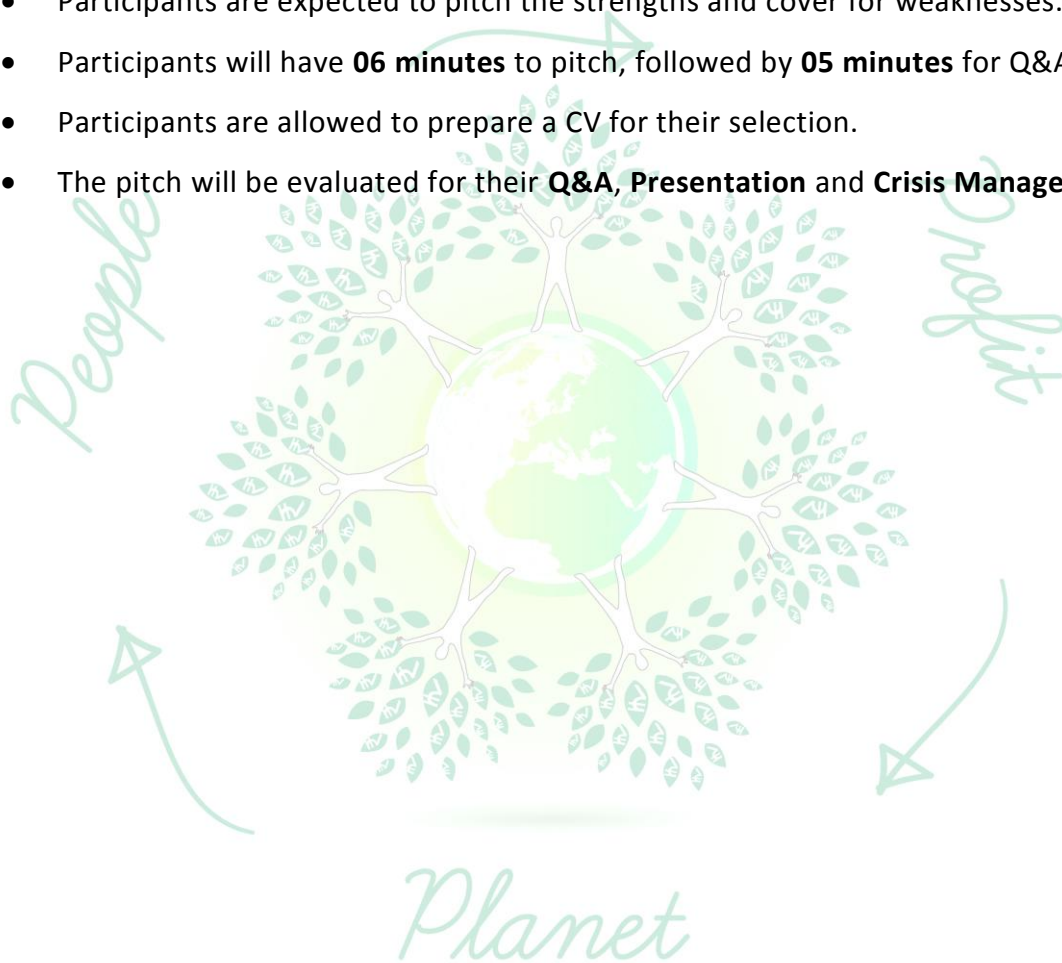 • Participants are expected to pitch the strengths and cover for weaknesses.
• Participants will have 06 minutes to pitch, followed by 05 minutes for Q&A
• Participants are allowed to prepare a CV for their selection.
• The pitch will be evaluated for their Q&A, Presentation and Crisis Manage
People
Profit
Planet